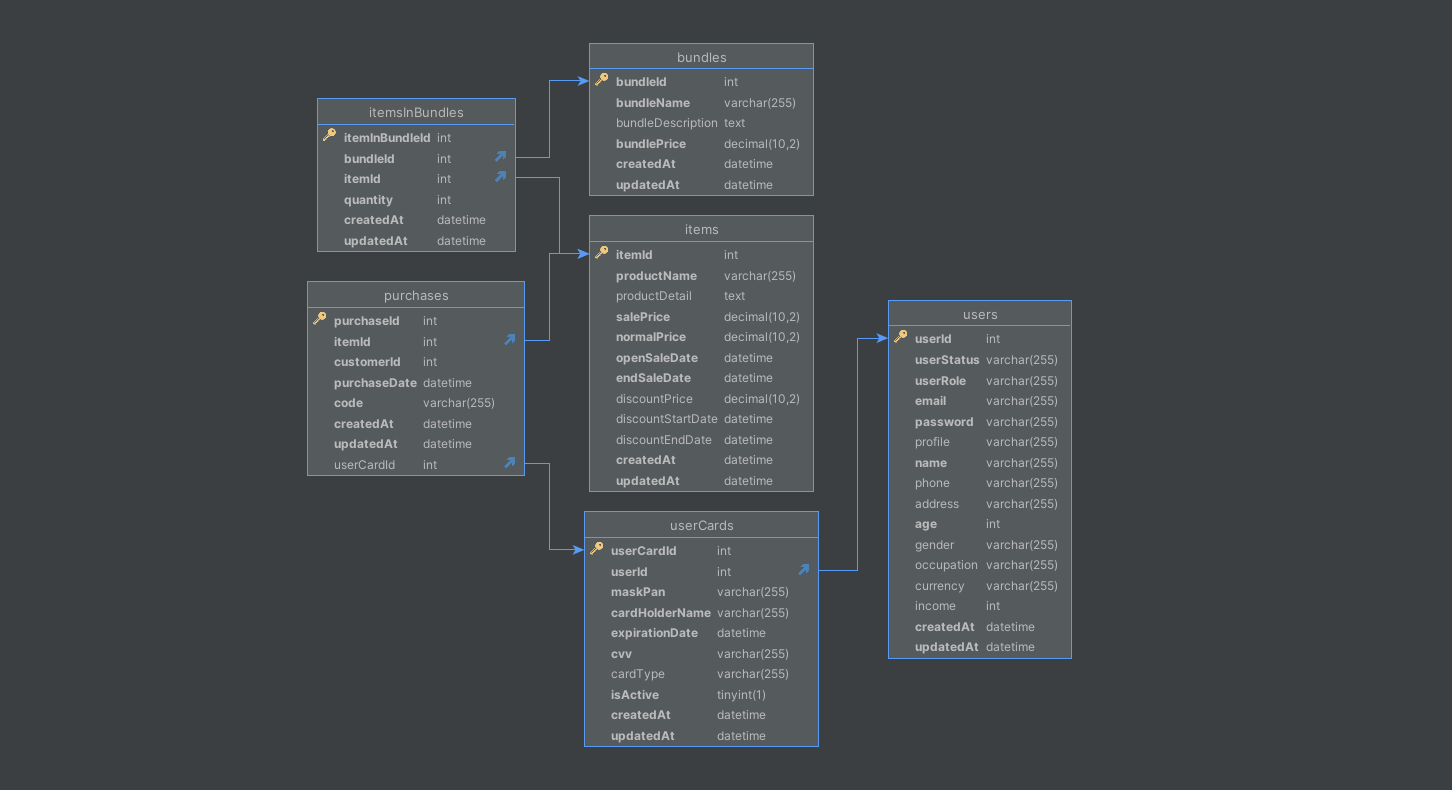 bundles
bundleId int
bundleName varchar(255)
bundleDescription text
bundlePrice decimal(10,2)
createdAt datetime
updatedAt datetime
itemsInBundles
itemInBundleId int
bundleId int
itemId int
quantity int
createdAt datetime
updatedAt datetime
items
itemId int
productName varchar(255)
productDetail text
salePrice decimal(10,2)
normalPrice decimal(10,2)
openSaleDate datetime
endSaleDate datetime
discountPrice decimal(10,2)
discountStartDate datetime
discountEndDate datetime
createdAt datetime
updatedAt datetime
purchases
purchaseId int
itemId int
customerId int
purchaseDate datetime
code varchar(255)
createdAt datetime
updatedAt datetime
userCardId int
users
userId int
userStatus varchar(255)
userRole varchar(255)
email varchar(255)
password varchar(255)
profile varchar(255)
name varchar(255)
phone varchar(255)
address varchar(255)
age int
gender varchar(255)
occupation varchar(255)
currency varchar(255)
income int
createdAt datetime
updatedAt datetime
userCards
userCardId int
userId int
maskPan varchar(255)
cardHolderName varchar(255)
expirationDate datetime
cvv varchar(255)
cardType varchar(255)
isActive tinyint(1)
createdAt datetime
updatedAt datetime